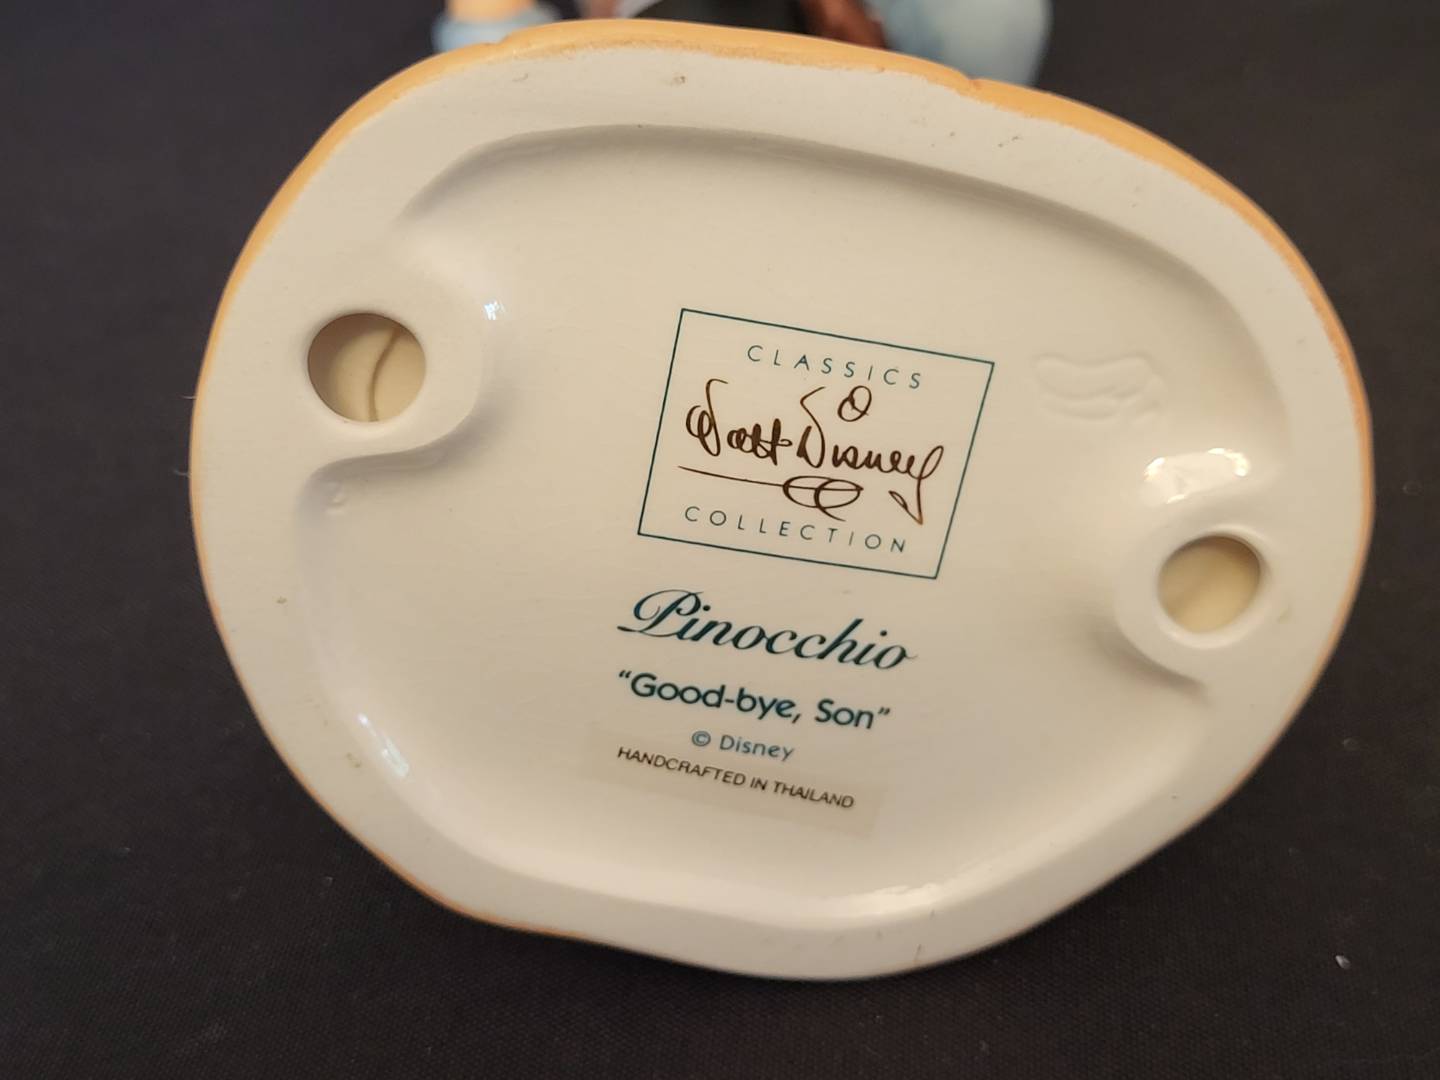 CLASSICS
Walt Disney
COLLECTION
Pinocchio
“Good-bye, Son”
© Disney
HANDCRAFTED IN THAILAND